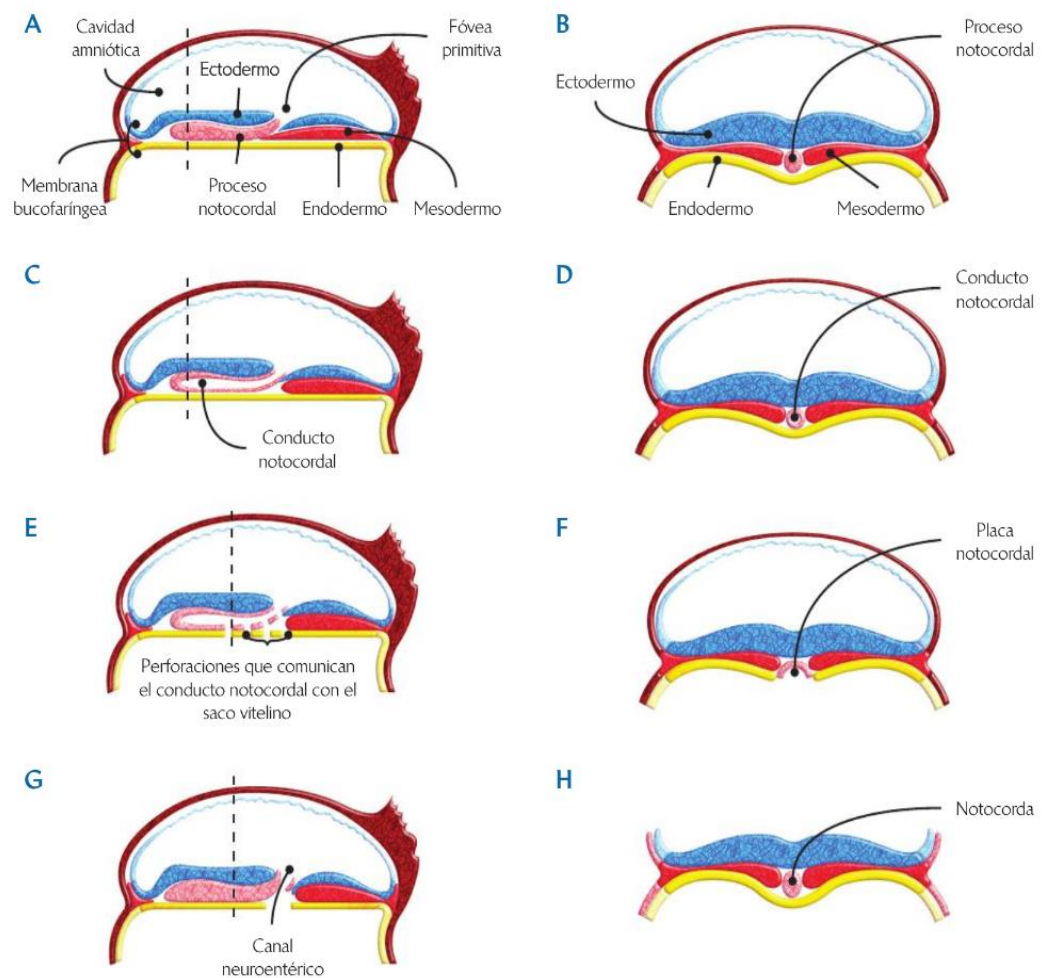 A
Cavidad
amniótica
Ectodermo
Fóvea
primitiva
Membrana
bucofaríngea
Proceso
notocordal
Endodermo
Mesodermo
B
Proceso
notocordal
Ectodermo
Endodermo
Mesodermo
C
Conducto
notocordal
D
Conducto
notocordal
E
Perforaciones que comunican
el conducto notocordal con el
saco vitelino
F
Placa
notocordal
G
Canal
neuroentérico
H
Notocorda